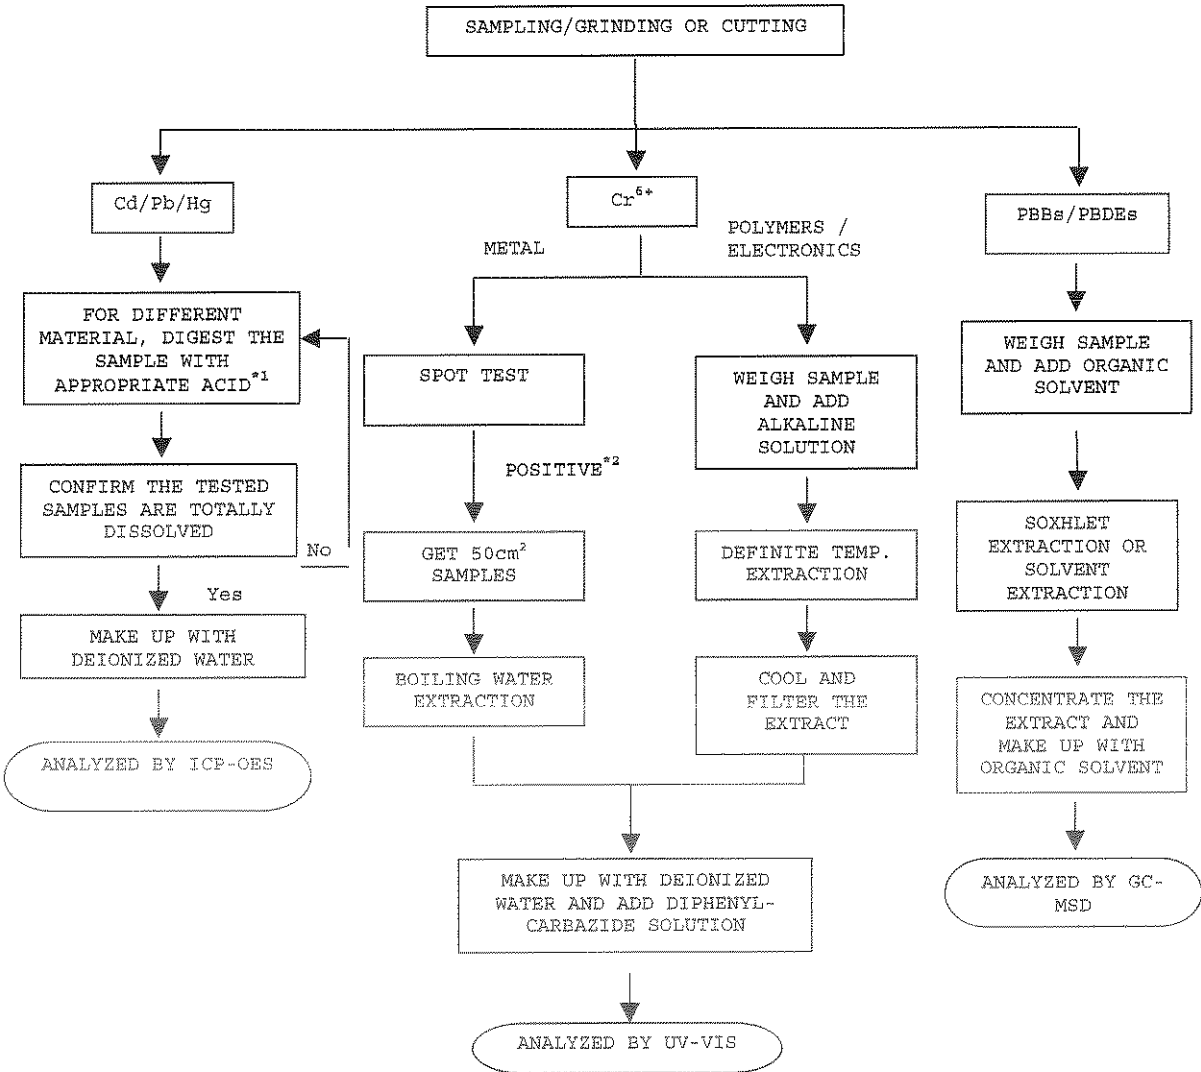 SAMPLING/GRINDING OR CUTTING
Cd/Pb/Hg
Cr⁶⁺
PBBs/PBDEs
METAL
POLYMERS /
ELECTRONICS
FOR DIFFERENT
MATERIAL, DIGEST THE
SAMPLE WITH
APPROPRIATE ACID*1
SPOT TEST
WEIGH SAMPLE
AND ADD
ALKALINE
SOLUTION
WEIGH SAMPLE
AND ADD ORGANIC
SOLVENT
POSITIVE*2
CONFIRM THE TESTED
SAMPLES ARE TOTALLY
DISSOLVED
No
Yes
GET 50cm²
SAMPLES
DEFINITE TEMP.
EXTRACTION
SOXHLET
EXTRACTION OR
SOLVENT
EXTRACTION
MAKE UP WITH
DEIONIZED WATER
BOILING WATER
EXTRACTION
COOL AND
FILTER THE
EXTRACT
CONCENTRATE THE
EXTRACT AND
MAKE UP WITH
ORGANIC SOLVENT
ANALYZED BY ICP-OES
MAKE UP WITH DEIONIZED
WATER AND ADD DIPHENYL-
CARBAZIDE SOLUTION
ANALYZED BY GC-
MSD
ANALYZED BY UV-VIS